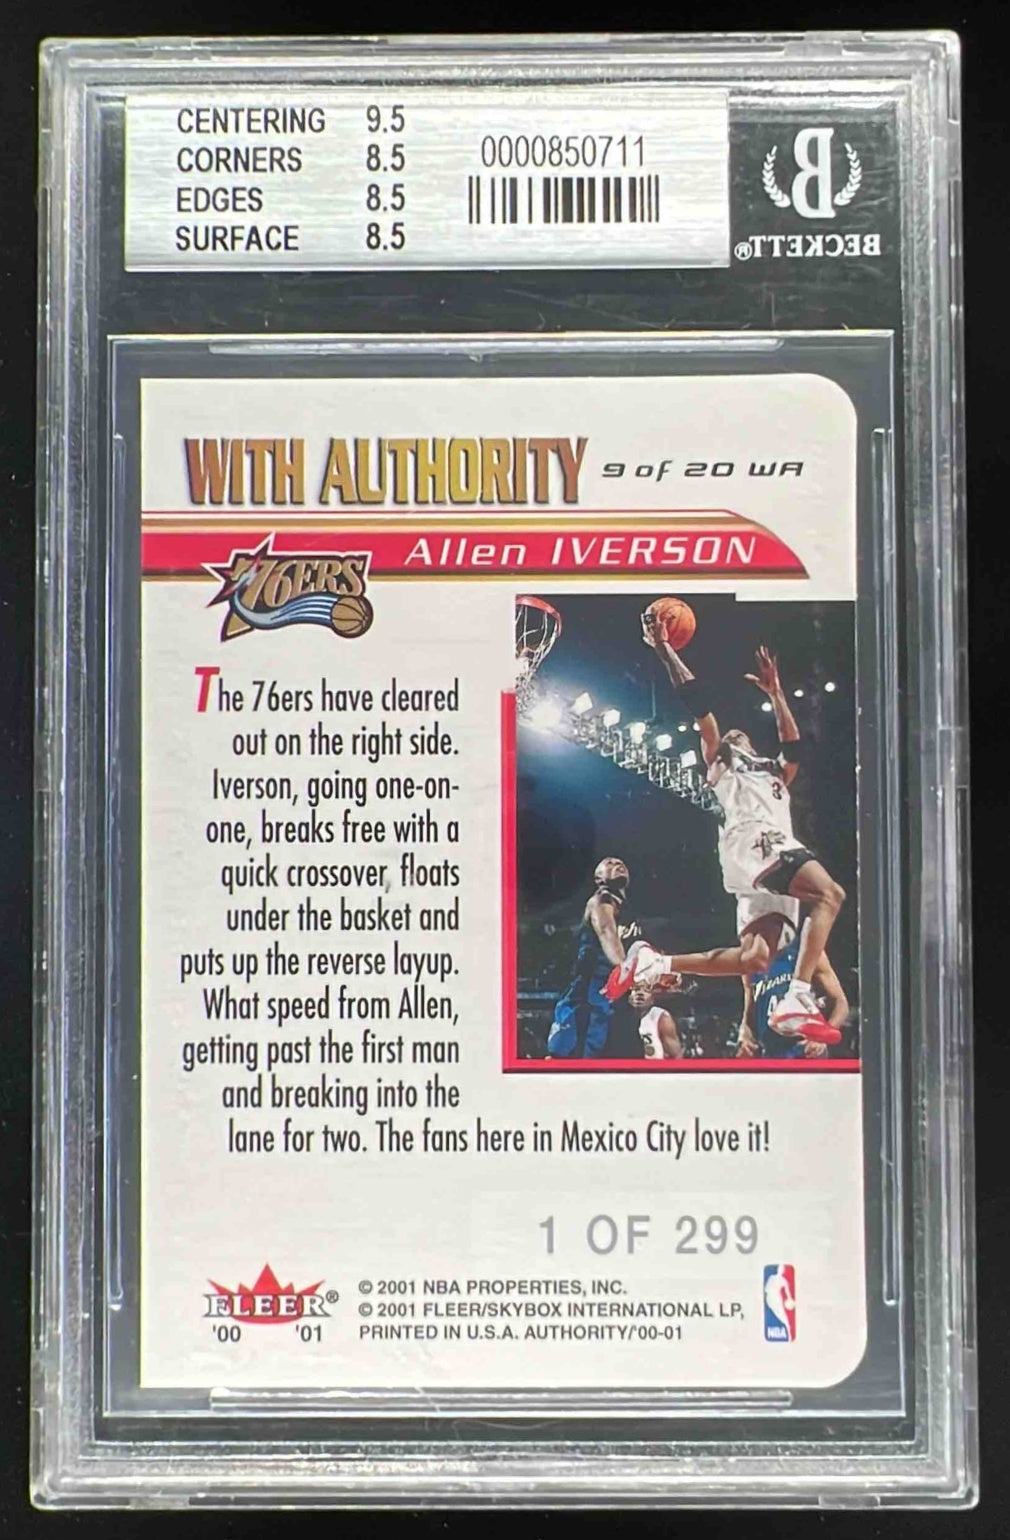 CENTERING 9.5
CORNERS 8.5
EDGES 8.5
SURFACE 8.5
0000850711
B
BECKETT®
WITH AUTHORITY 9 of 20 WA
Allen IVERSON
76ERS
The 76ers have cleared
out on the right side.
Iverson, going one-on-
one, breaks free with a
quick crossover, floats
under the basket and
puts up the reverse layup.
What speed from Allen,
getting past the first man
and breaking into the
lane for two. The fans here in Mexico City love it!
3
1 OF 299
FLEER®
'00 '01
© 2001 NBA PROPERTIES, INC.
© 2001 FLEER/SKYBOX INTERNATIONAL LP,
PRINTED IN U.S.A. AUTHORITY/'00-01
NBA